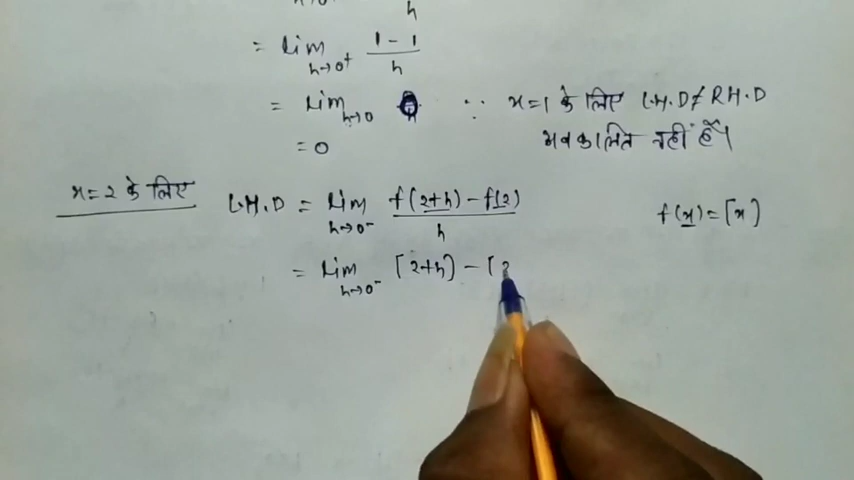 h
= lim h→0⁺ (1 - 1)/h
= lim h→0 ∵ x=1 के लिए L.H.D ≠ R.H.D
= 0 अवकलित नहीं है।
x=2 के लिए L.H.D = lim h→0⁻ (f(2+h) - f(2))/h f(x) = [x]
= lim h→0⁻ [2+h] - [2